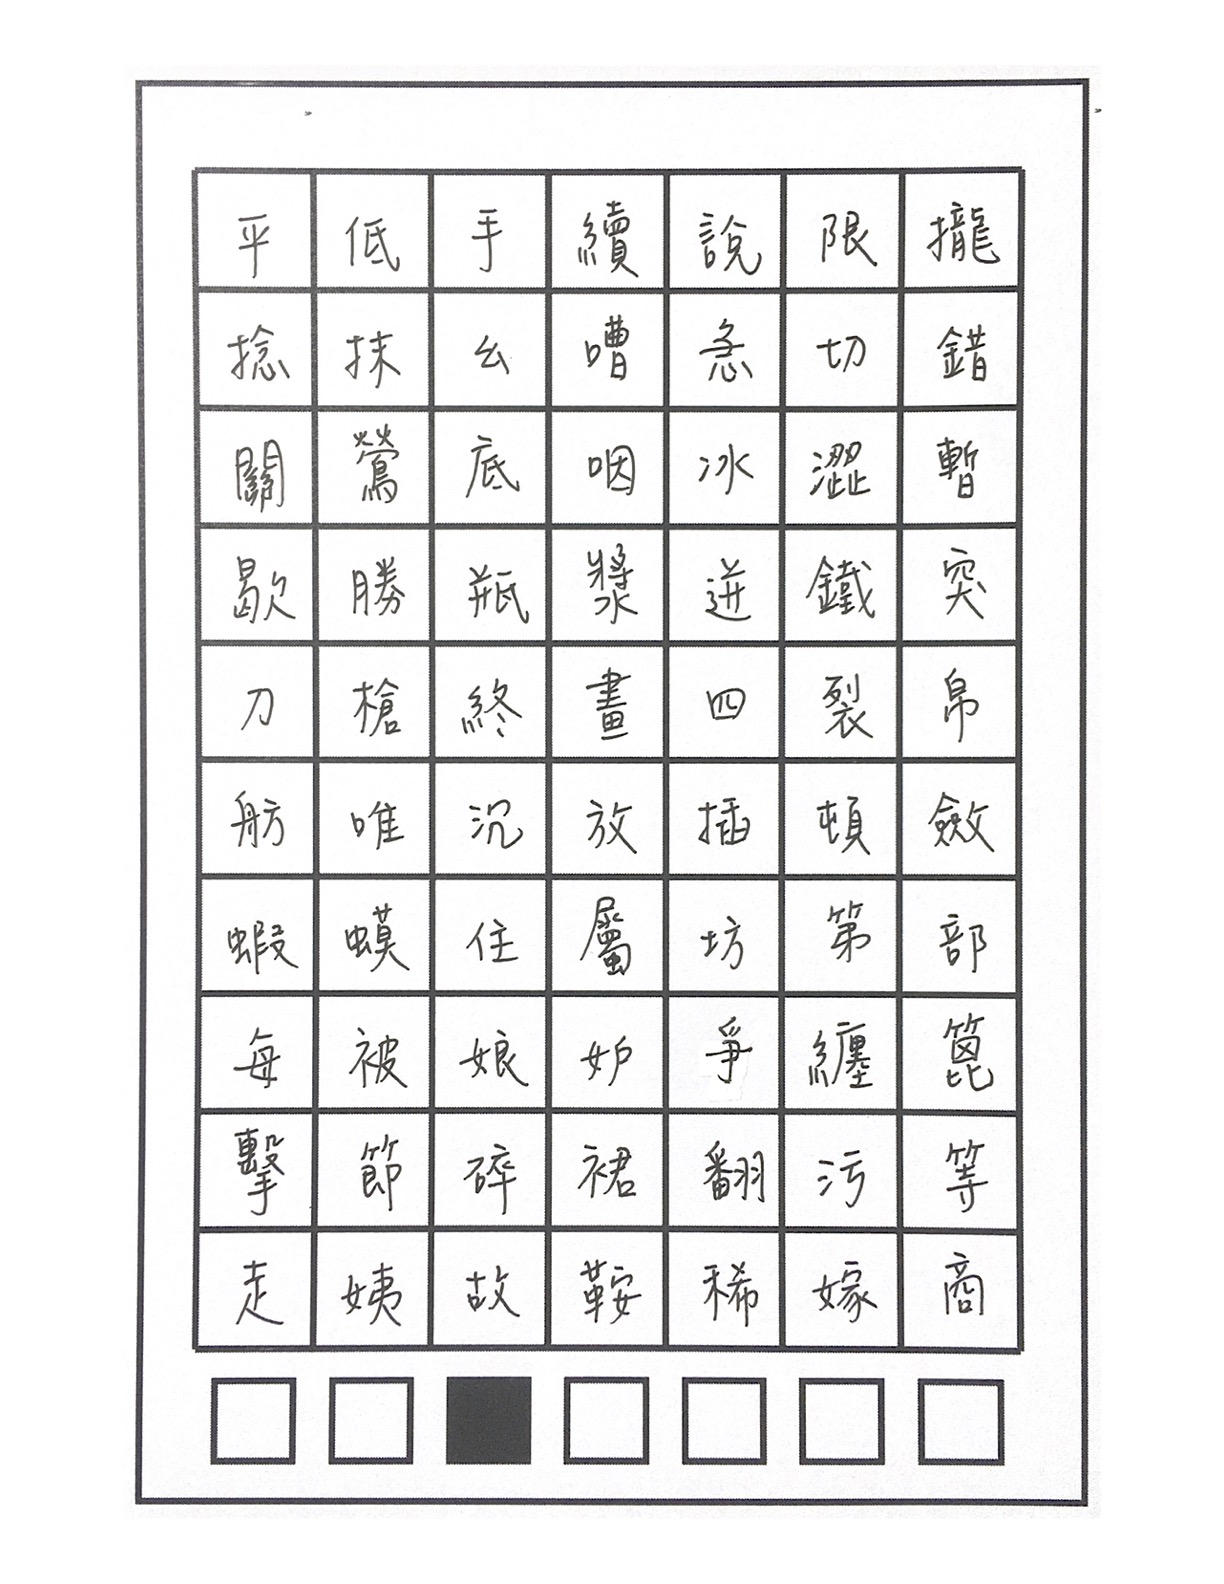 平低手續說限攏
捻抹幺嘈急切錯
關鶯底咽冰澀暫
歇勝瓶漿迸鐵突
刀槍終畫四裂帛
舫唯沉放插頓斂
蝦蟆住屬坊第部
每被娘妒爭纏篦
擊節碎裙翻污等
走姨故鞍稀嫁商